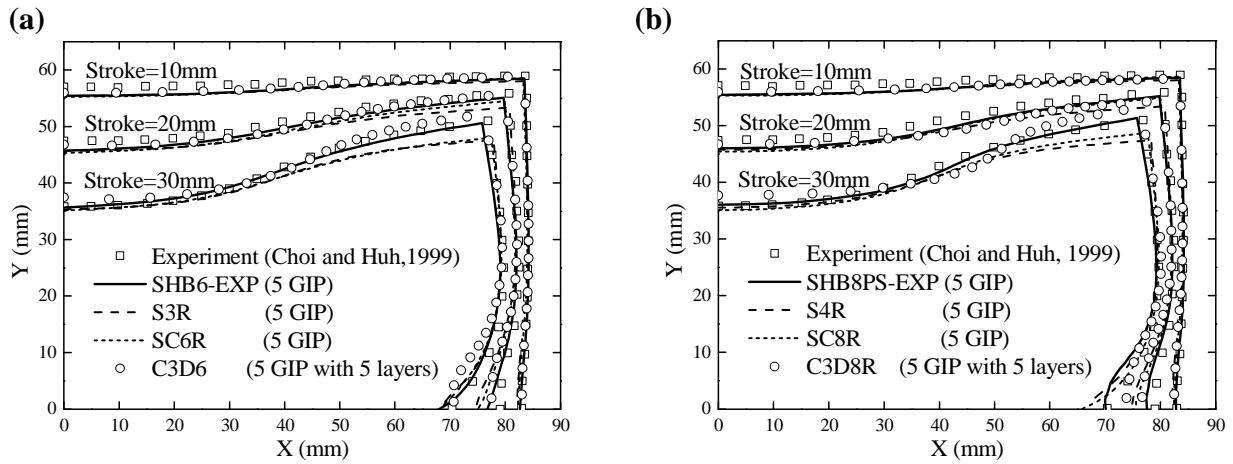 (a)
60
50
40
30
20
10
0
Y (mm)
Stroke=10mm
Stroke=20mm
Stroke=30mm
Experiment (Choi and Huh,1999)
SHB6-EXP (5 GIP)
S3R (5 GIP)
SC6R (5 GIP)
C3D6 (5 GIP with 5 layers)
0 10 20 30 40 50 60 70 80 90
X (mm)
(b)
60
50
40
30
20
10
0
Y (mm)
Stroke=10mm
Stroke=20mm
Stroke=30mm
Experiment (Choi and Huh, 1999)
SHB8PS-EXP (5 GIP)
S4R (5 GIP)
SC8R (5 GIP)
C3D8R (5 GIP with 5 layers)
0 10 20 30 40 50 60 70 80 90
X (mm)